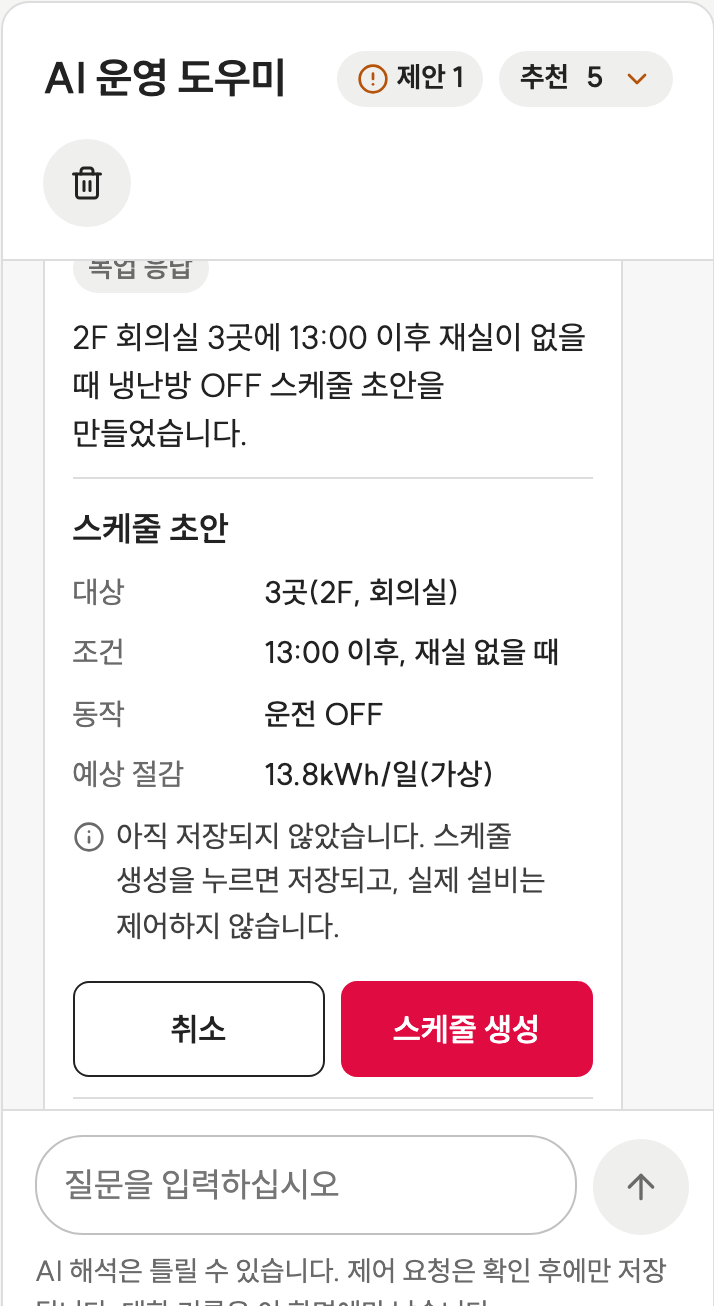 AI 운영 도우미
제안 1
추천 5
목업 응답
2F 회의실 3곳에 13:00 이후 재실이 없을
때 냉난방 OFF 스케줄 초안을
만들었습니다.
스케줄 초안
대상 3곳(2F, 회의실)
조건 13:00 이후, 재실 없을 때
동작 운전 OFF
예상 절감 13.8kWh/일(가상)
아직 저장되지 않았습니다. 스케줄
생성을 누르면 저장되고, 실제 설비는
제어하지 않습니다.
취소
스케줄 생성
질문을 입력하십시오
AI 해석은 틀릴 수 있습니다. 제어 요청은 확인 후에만 저장